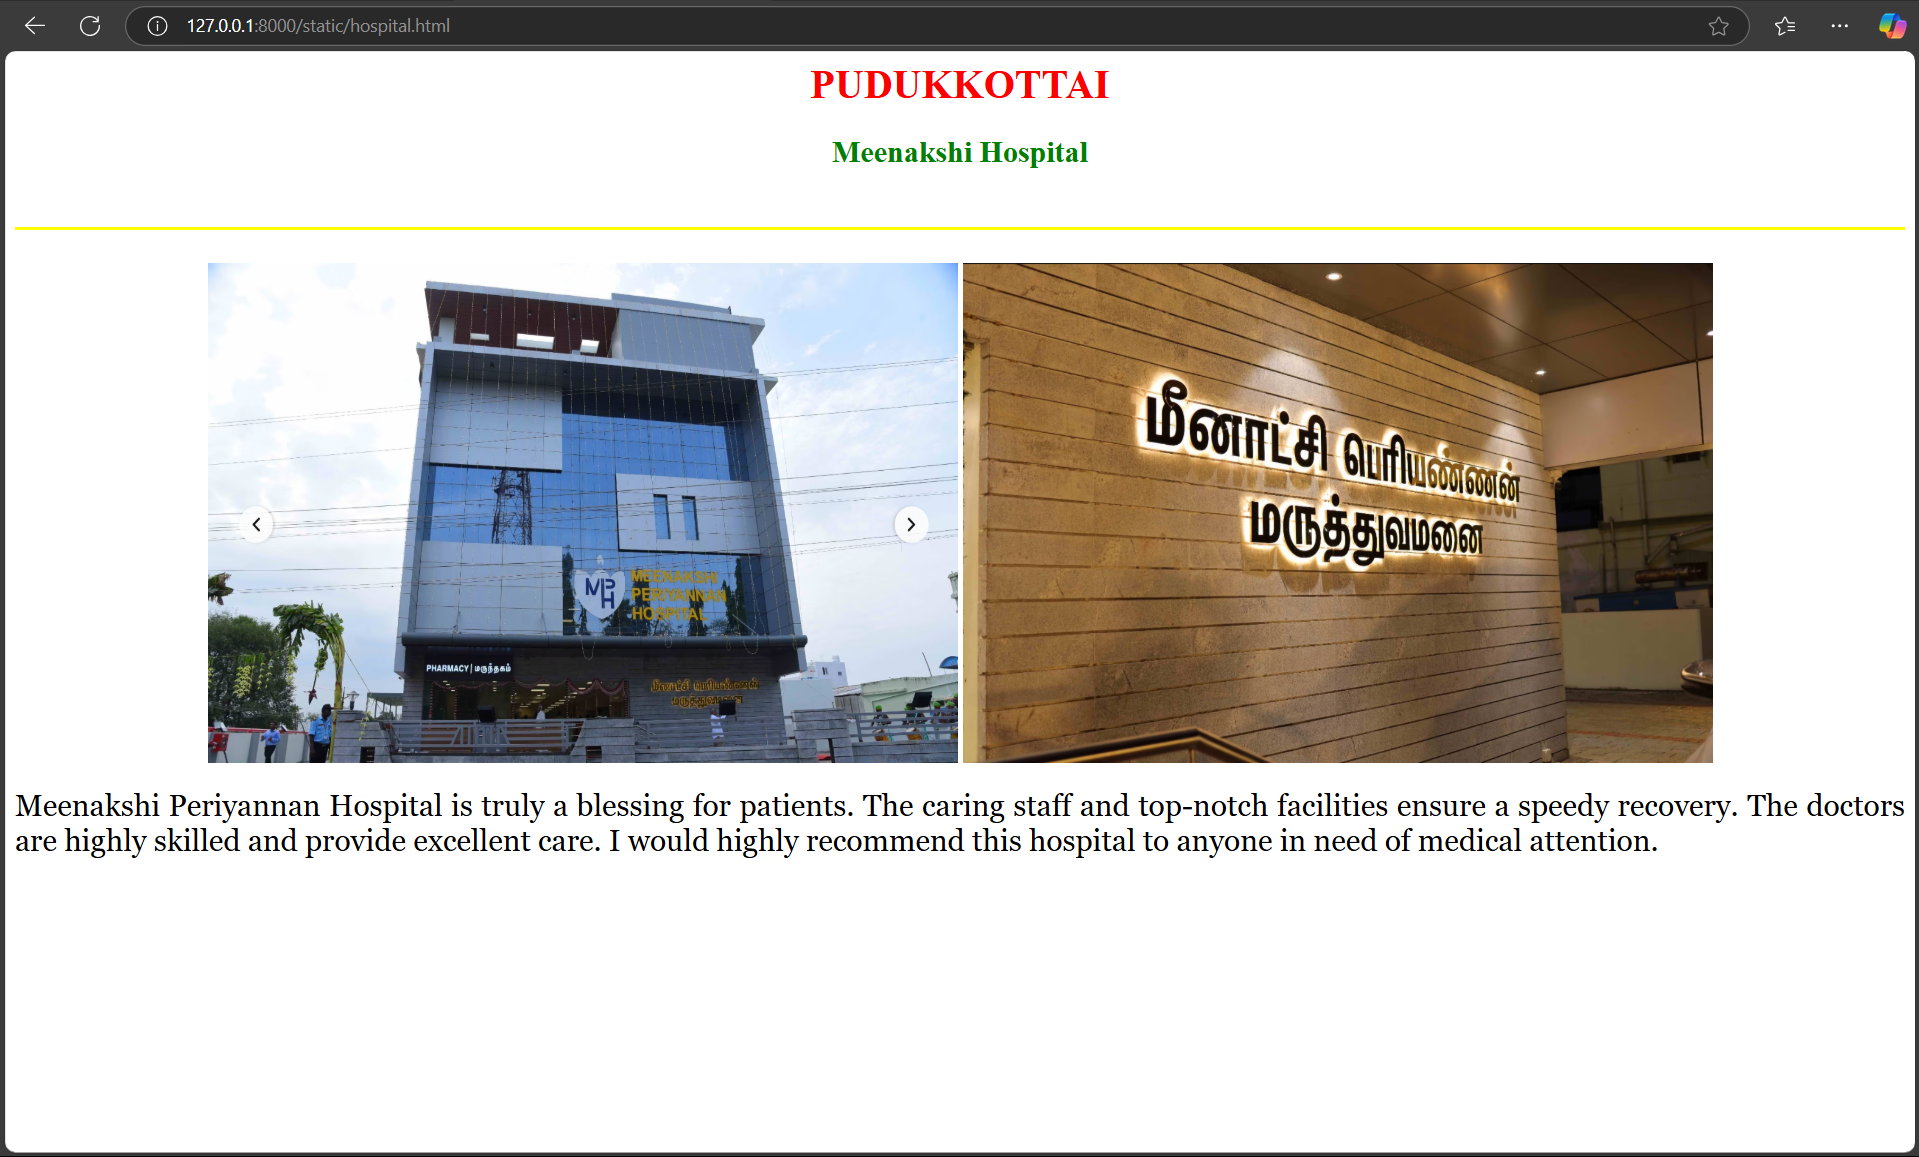 127.0.0.1:8000/static/hospital.html
PUDUKKOTTAI
Meenakshi Hospital
MPH
MEENAKSHI
PERIYANNAN
HOSPITAL
PHARMACY | மருந்தகம்
மீனாட்சி பெரியண்ணன்
மருத்துவமனை
மீனாட்சி பெரியண்ணன்
மருத்துவமனை
Meenakshi Periyannan Hospital is truly a blessing for patients. The caring staff and top-notch facilities ensure a speedy recovery. The doctors
are highly skilled and provide excellent care. I would highly recommend this hospital to anyone in need of medical attention.